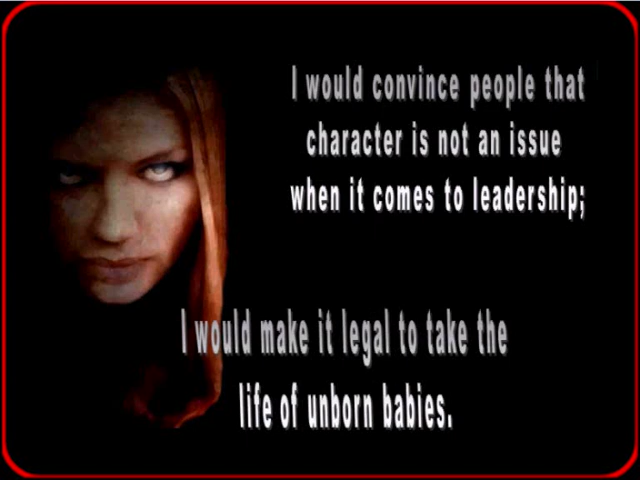 I would convince people that
character is not an issue
when it comes to leadership;
I would make it legal to take the
life of unborn babies.